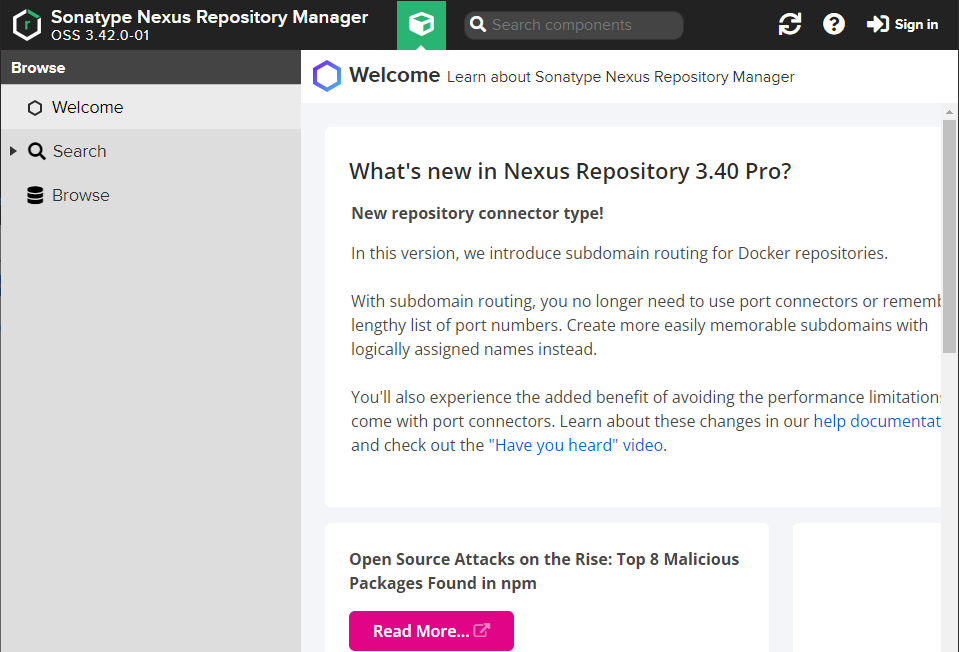 Sonatype Nexus Repository Manager
OSS 3.42.0-01
Search components
Sign in
Browse
Welcome
Search
Browse
Welcome Learn about Sonatype Nexus Repository Manager
What's new in Nexus Repository 3.40 Pro?
New repository connector type!
In this version, we introduce subdomain routing for Docker repositories.
With subdomain routing, you no longer need to use port connectors or rememb
lengthy list of port numbers. Create more easily memorable subdomains with
logically assigned names instead.
You'll also experience the added benefit of avoiding the performance limitation
come with port connectors. Learn about these changes in our help documentat
and check out the "Have you heard" video.
Open Source Attacks on the Rise: Top 8 Malicious
Packages Found in npm
Read More...